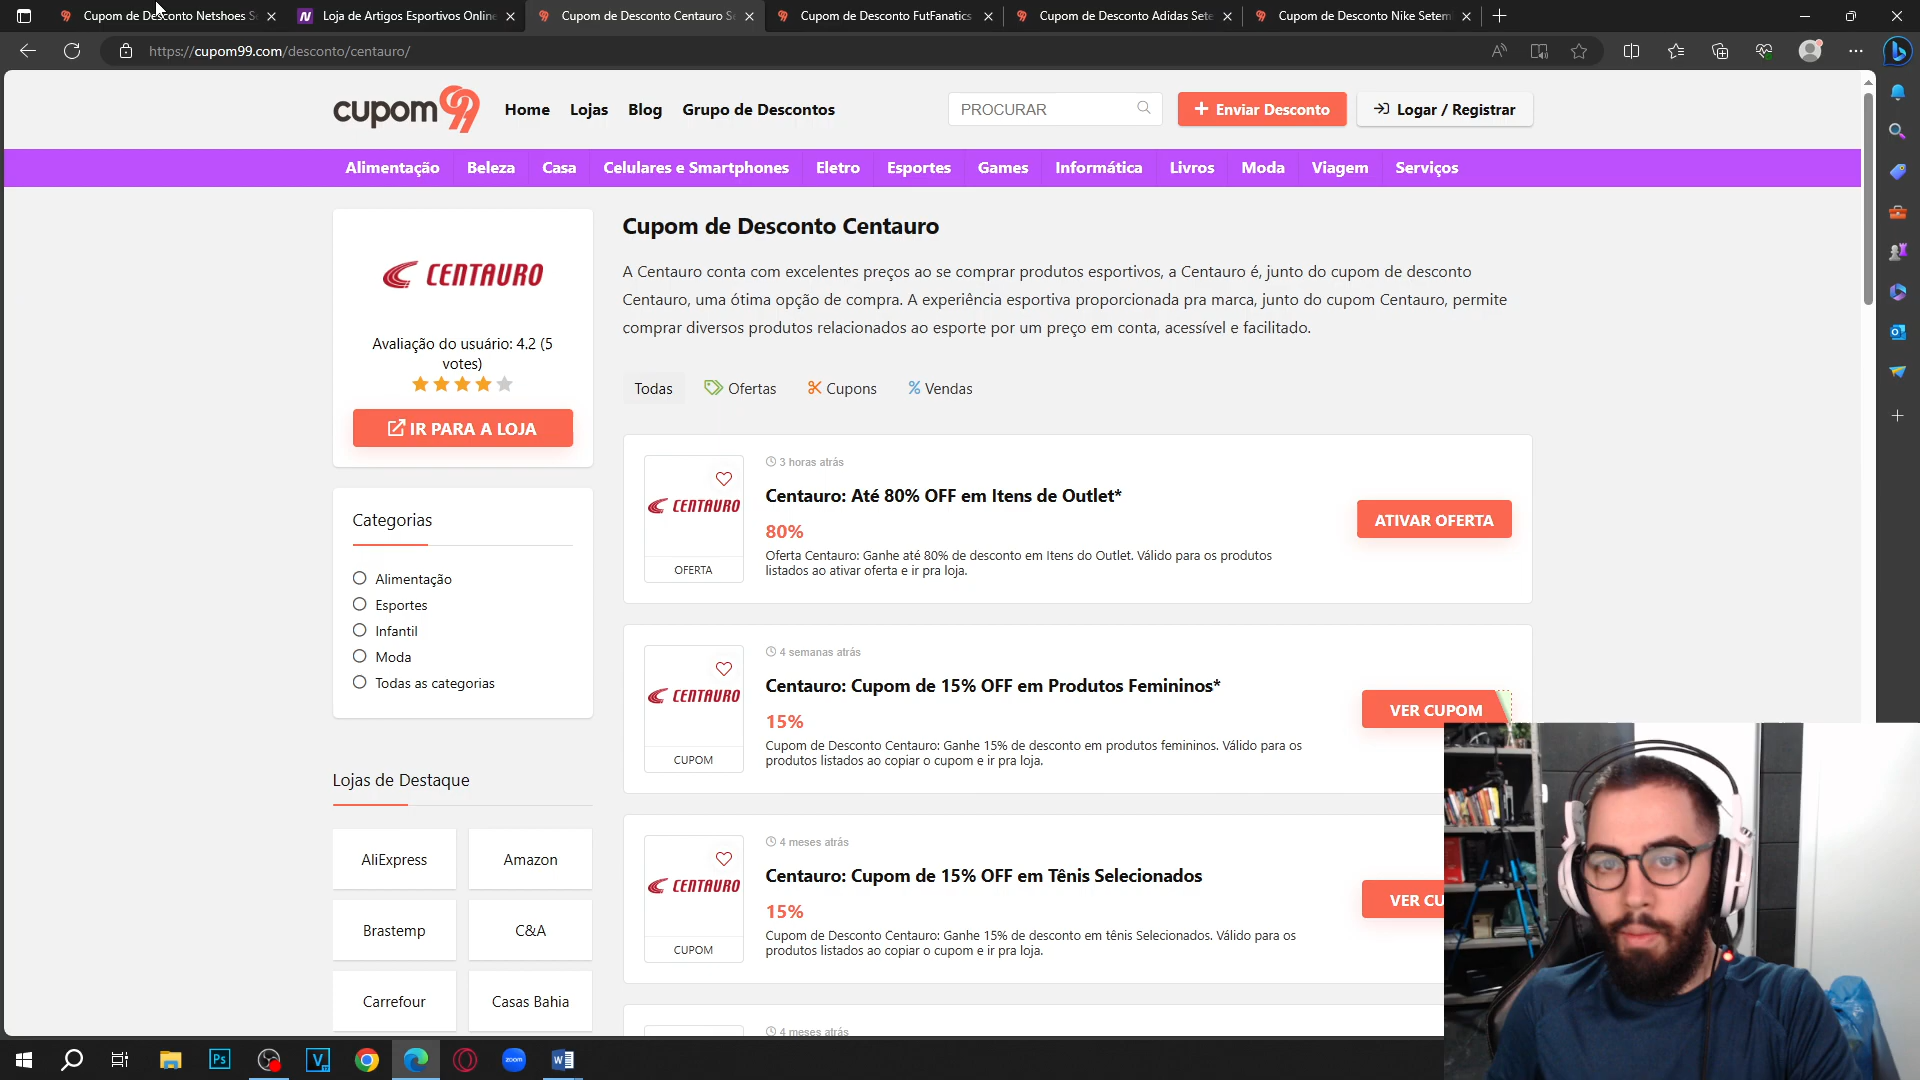 Cupom de Desconto Netshoes S
Loja de Artigos Esportivos Online
Cupom de Desconto Centauro Se
Cupom de Desconto FutFanatics
Cupom de Desconto Adidas Sete
Cupom de Desconto Nike Setem
https://cupom99.com/desconto/centauro/
cupom99
Home
Lojas
Blog
Grupo de Descontos
PROCURAR
Enviar Desconto
Logar / Registrar
Alimentação
Beleza
Casa
Celulares e Smartphones
Eletro
Esportes
Games
Informática
Livros
Moda
Viagem
Serviços
CENTAURO
Avaliação do usuário: 4.2 (5
votes)
IR PARA A LOJA
Categorias
Alimentação
Esportes
Infantil
Moda
Todas as categorias
Lojas de Destaque
AliExpress
Amazon
Brastemp
C&A
Carrefour
Casas Bahia
Cupom de Desconto Centauro
A Centauro conta com excelentes preços ao se comprar produtos esportivos, a Centauro é, junto do cupom de desconto
Centauro, uma ótima opção de compra. A experiência esportiva proporcionada pra marca, junto do cupom Centauro, permite
comprar diversos produtos relacionados ao esporte por um preço em conta, acessível e facilitado.
Todas
Ofertas
Cupons
% Vendas
CENTAURO
OFERTA
3 horas atrás
Centauro: Até 80% OFF em Itens de Outlet*
80%
Oferta Centauro: Ganhe até 80% de desconto em Itens do Outlet. Válido para os produtos
listados ao ativar oferta e ir pra loja.
ATIVAR OFERTA
CENTAURO
CUPOM
4 semanas atrás
Centauro: Cupom de 15% OFF em Produtos Femininos*
15%
Cupom de Desconto Centauro: Ganhe 15% de desconto em produtos femininos. Válido para os
produtos listados ao copiar o cupom e ir pra loja.
VER CUPOM
CENTAURO
CUPOM
4 meses atrás
Centauro: Cupom de 15% OFF em Tênis Selecionados
15%
Cupom de Desconto Centauro: Ganhe 15% de desconto em tênis Selecionados. Válido para os
produtos listados ao copiar o cupom e ir pra loja.
VER CU
4 meses atrás
Ps
V
zoom
W